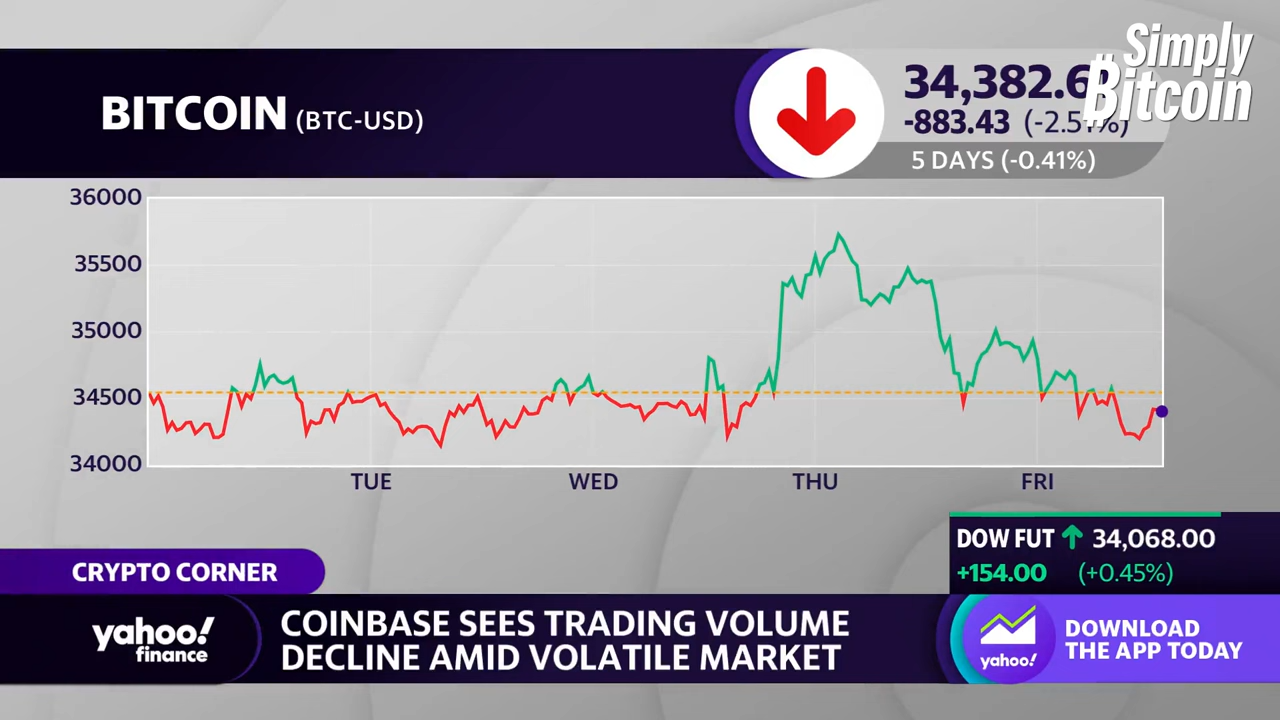 Simply
Bitcoin
BITCOIN (BTC-USD)
34,382.6
-883.43 (-2.51%)
5 DAYS (-0.41%)
36000
35500
35000
34500
34000
TUE WED THU FRI
DOW FUT 34,068.00
+154.00 (+0.45%)
CRYPTO CORNER
yahoo!
finance
COINBASE SEES TRADING VOLUME
DECLINE AMID VOLATILE MARKET
yahoo!
DOWNLOAD
THE APP TODAY